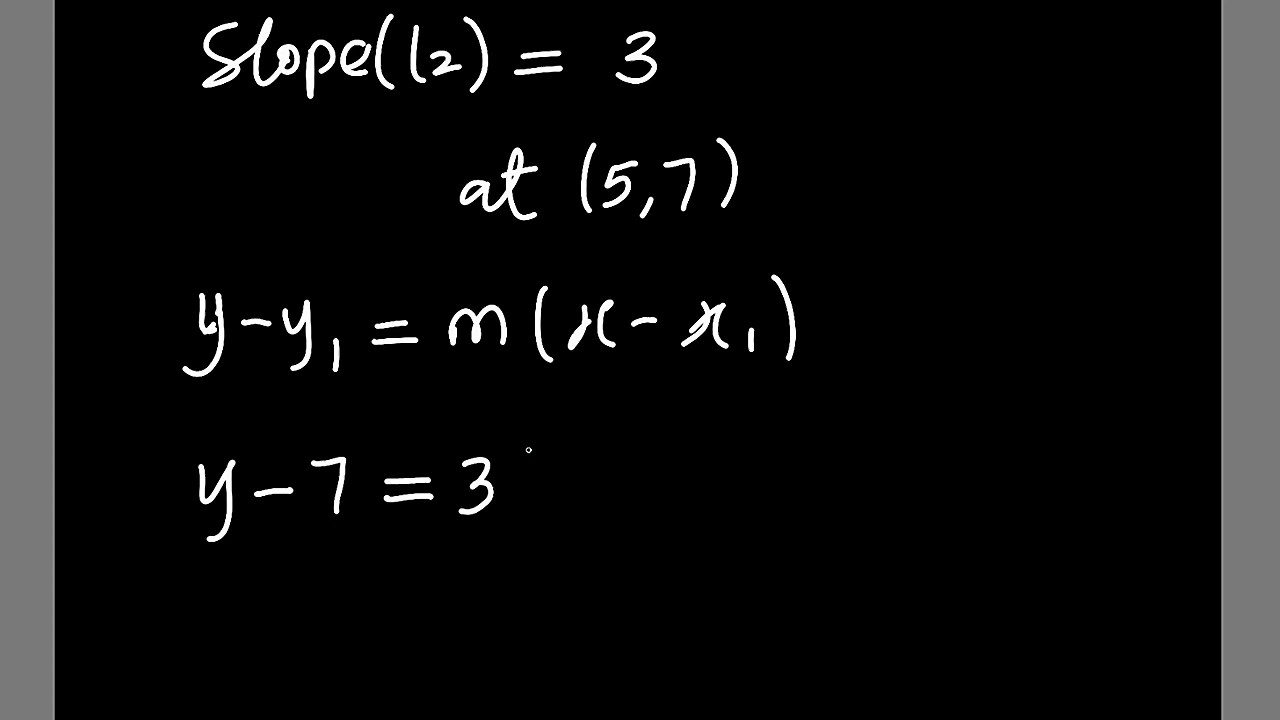 Slope(l2) = 3
at (5,7)
y-y₁ = m(x-x₁)
y-7=3